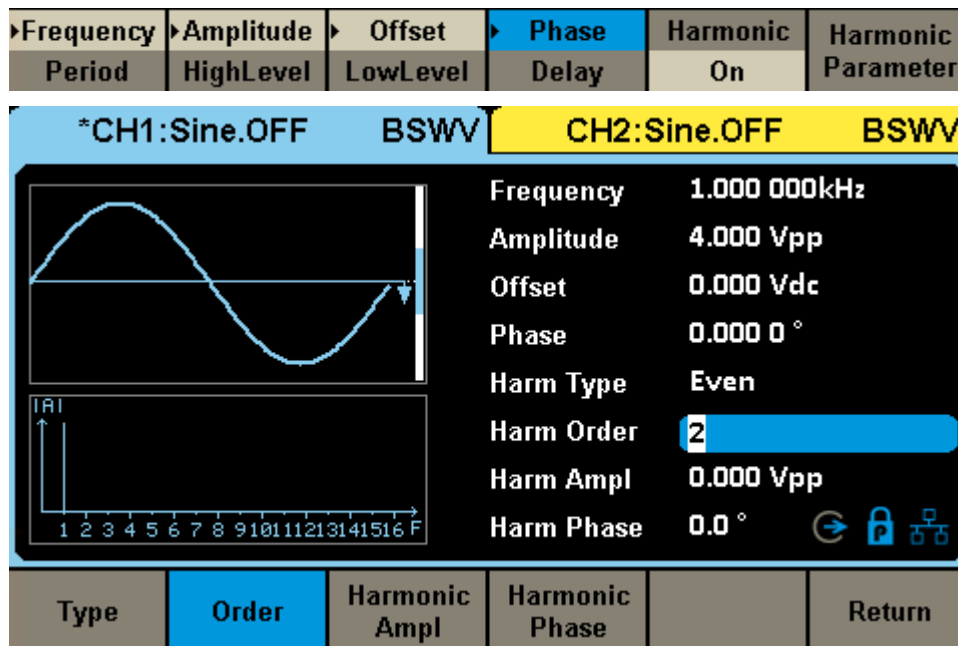 Frequency Amplitude Offset Phase Harmonic Harmonic
Period HighLevel LowLevel Delay On Parameter
*CH1:Sine.OFF BSWV CH2:Sine.OFF BSWV
Frequency 1.000 000kHz
Amplitude 4.000 Vpp
Offset 0.000 Vdc
Phase 0.000 0 °
Harm Type Even
|A|
Harm Order 2
Harm Ampl 0.000 Vpp
1 2 3 4 5 6 7 8 9 10 11 12 13 14 15 16 F
Harm Phase 0.0 °
P
Type Order Harmonic Ampl Harmonic Phase Return